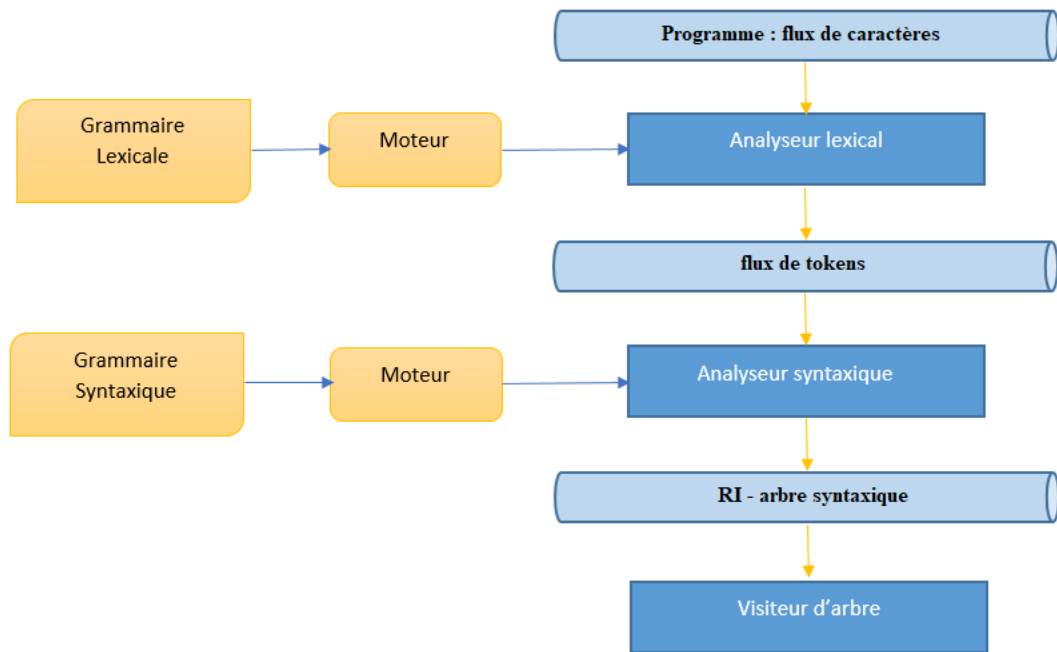 Programme : flux de caractères
Grammaire
Lexicale
Moteur
Analyseur lexical
flux de tokens
Grammaire
Syntaxique
Moteur
Analyseur syntaxique
RI - arbre syntaxique
Visiteur d’arbre